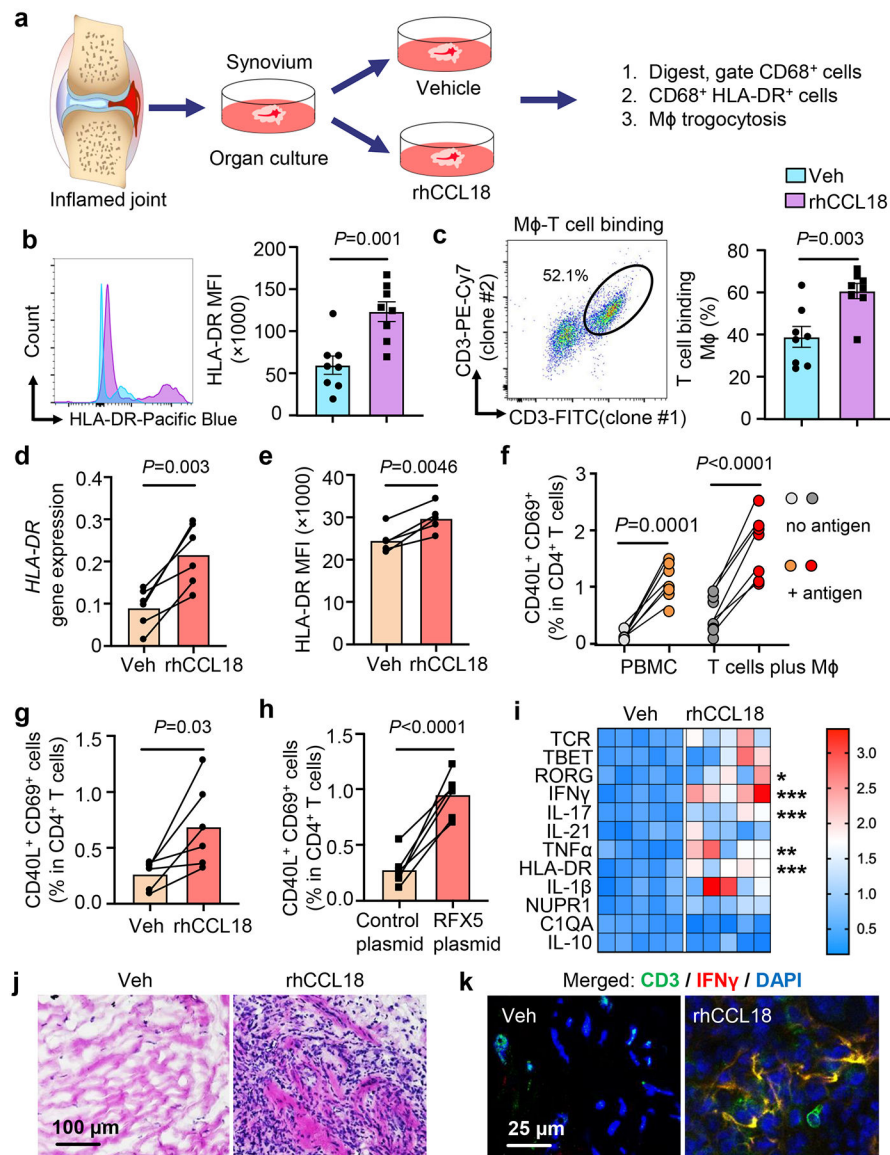 a
Synovium
Organ culture
Inflamed joint
Vehicle
rhCCL18
1. Digest, gate CD68⁺ cells
2. CD68⁺ HLA-DR⁺ cells
3. Mϕ trogocytosis
Veh
rhCCL18
b
Count
HLA-DR-Pacific Blue
HLA-DR MFI
(×1000)
200
150
100
50
0
P=0.001
c
Mϕ-T cell binding
52.1%
CD3-PE-Cy7
(clone #2)
CD3-FITC(clone #1)
T cell binding
Mϕ (%)
80
60
40
20
0
P=0.003
d
HLA-DR
gene expression
0.4
0.3
0.2
0.1
0
P=0.003
Veh rhCCL18
e
HLA-DR MFI (×1000)
40
30
20
10
0
P=0.0046
Veh rhCCL18
f
CD40L⁺ CD69⁺
(% in CD4⁺ T cells)
3
2
1
0
P=0.0001
P<0.0001
PBMC
T cells plus Mϕ
no antigen
+ antigen
g
CD40L⁺ CD69⁺ cells
(% in CD4⁺ T cells)
1.5
1.0
0.5
0.0
P=0.03
Veh rhCCL18
h
CD40L⁺ CD69⁺ cells
(% in CD4⁺ T cells)
1.5
1.0
0.5
0.0
P<0.0001
Control RFX5
plasmid plasmid
i
Veh rhCCL18
TCR
TBET
RORG *
IFNγ ***
IL-17 ***
IL-21
TNFα **
HLA-DR ***
IL-1β
NUPR1
C1QA
IL-10
3.0
2.5
2.0
1.5
1.0
0.5
j
Veh
rhCCL18
100 µm
k
Merged: CD3 / IFNγ / DAPI
Veh
rhCCL18
25 µm